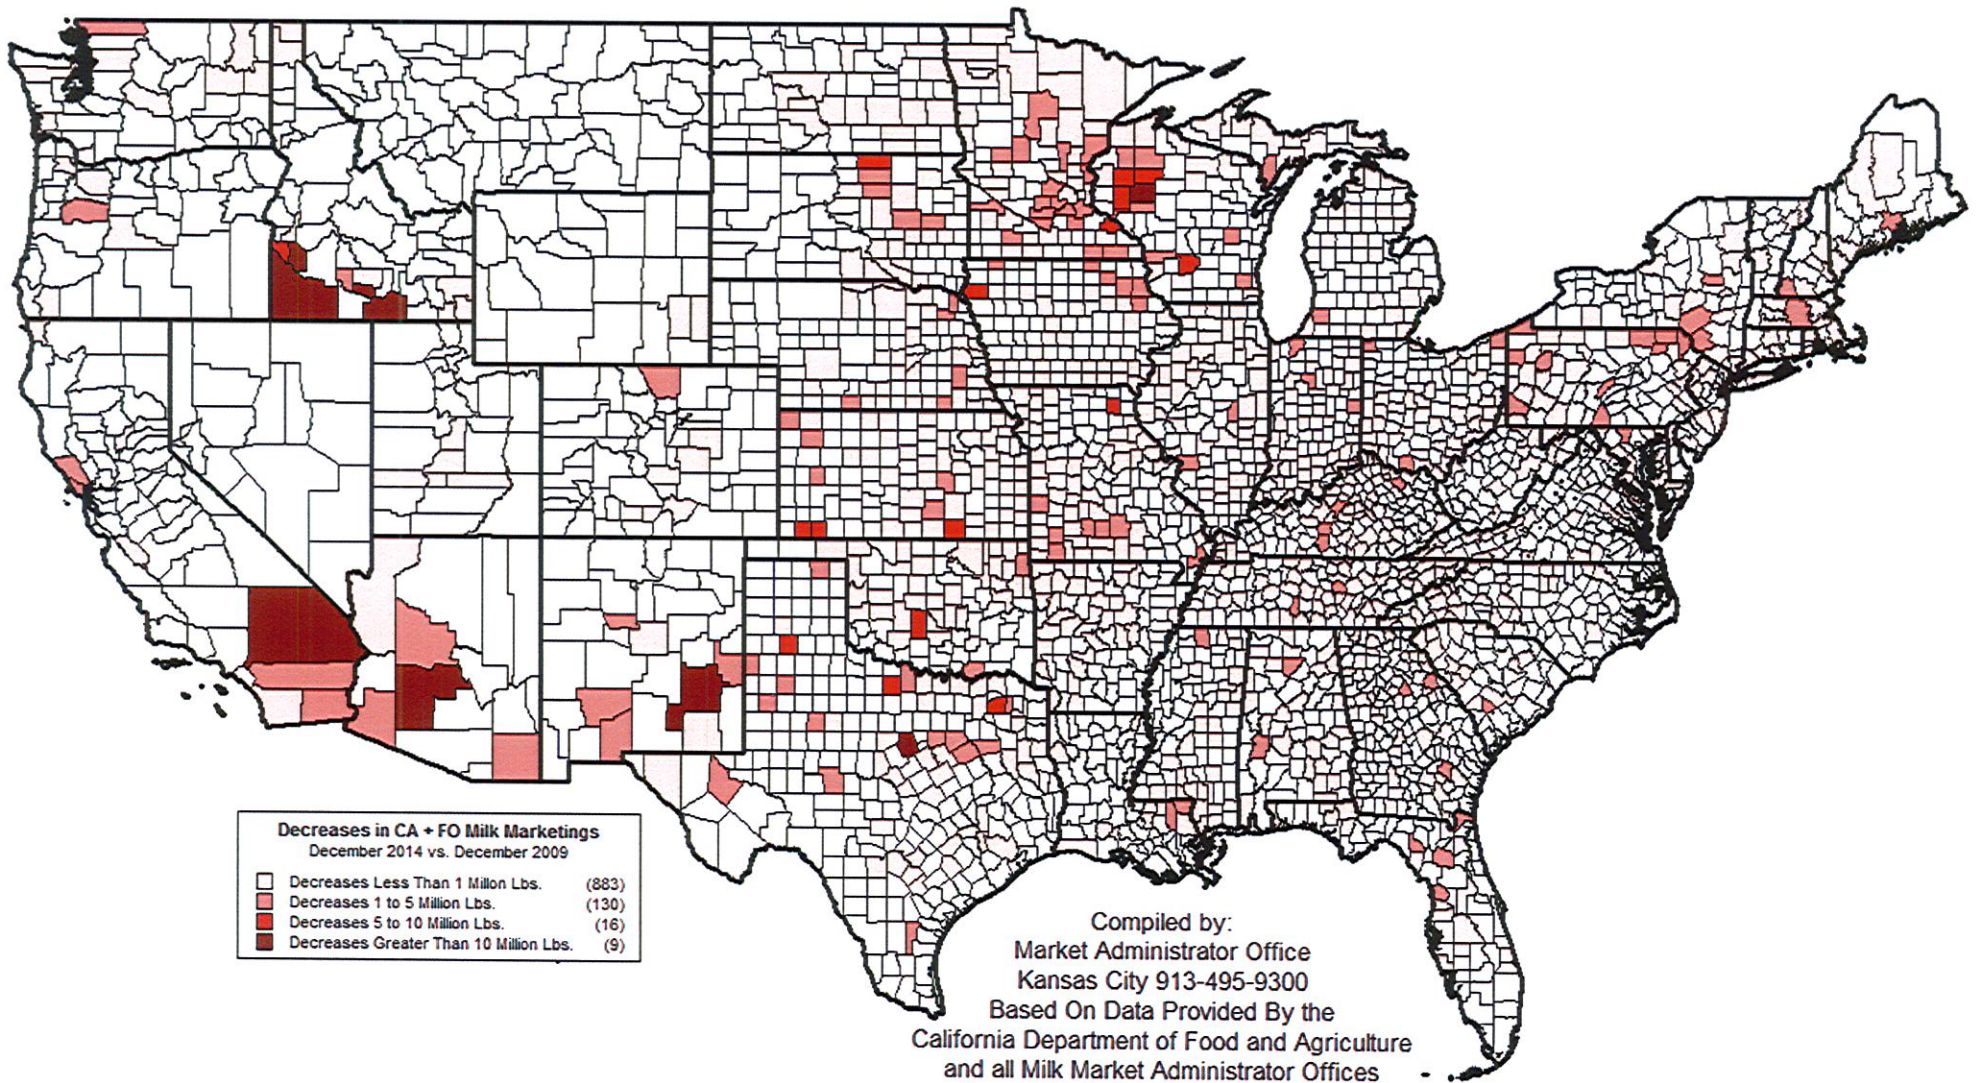 Decreases in CA + FO Milk Marketings
December 2014 vs. December 2009
Decreases Less Than 1 Millon Lbs. (883)
Decreases 1 to 5 Million Lbs. (130)
Decreases 5 to 10 Million Lbs. (16)
Decreases Greater Than 10 Million Lbs. (9)
Compiled by:
Market Administrator Office
Kansas City 913-495-9300
Based On Data Provided By the
California Department of Food and Agriculture
and all Milk Market Administrator Offices